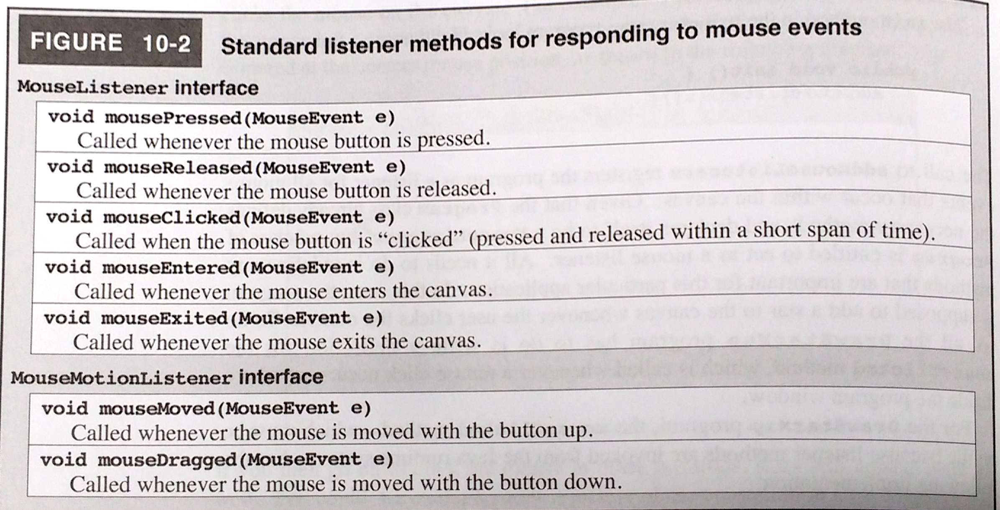 FIGURE 10-2 Standard listener methods for responding to mouse events
MouseListener interface
void mousePressed(MouseEvent e)
Called whenever the mouse button is pressed.
void mouseReleased(MouseEvent e)
Called whenever the mouse button is released.
void mouseClicked(MouseEvent e)
Called when the mouse button is “clicked” (pressed and released within a short span of time).
void mouseEntered(MouseEvent e)
Called whenever the mouse enters the canvas.
void mouseExited(MouseEvent e)
Called whenever the mouse exits the canvas.
MouseMotionListener interface
void mouseMoved(MouseEvent e)
Called whenever the mouse is moved with the button up.
void mouseDragged(MouseEvent e)
Called whenever the mouse is moved with the button down.